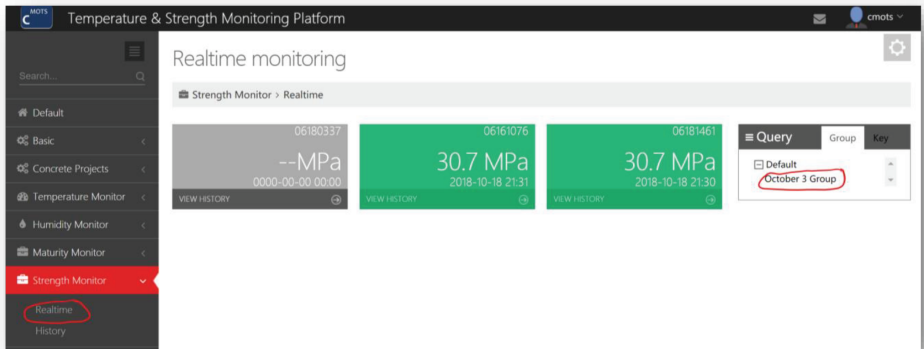 CMOTS
Temperature & Strength Monitoring Platform
cmots
Search...
Default
Basic
Concrete Projects
Temperature Monitor
Humidity Monitor
Maturity Monitor
Strength Monitor
Realtime
History
Realtime monitoring
Strength Monitor > Realtime
06180337
--MPa
0000-00-00 00:00
VIEW HISTORY
06161076
30.7 MPa
2018-10-18 21:31
VIEW HISTORY
06181461
30.7 MPa
2018-10-18 21:30
VIEW HISTORY
Query
Group
Key
Default
October 3 Group